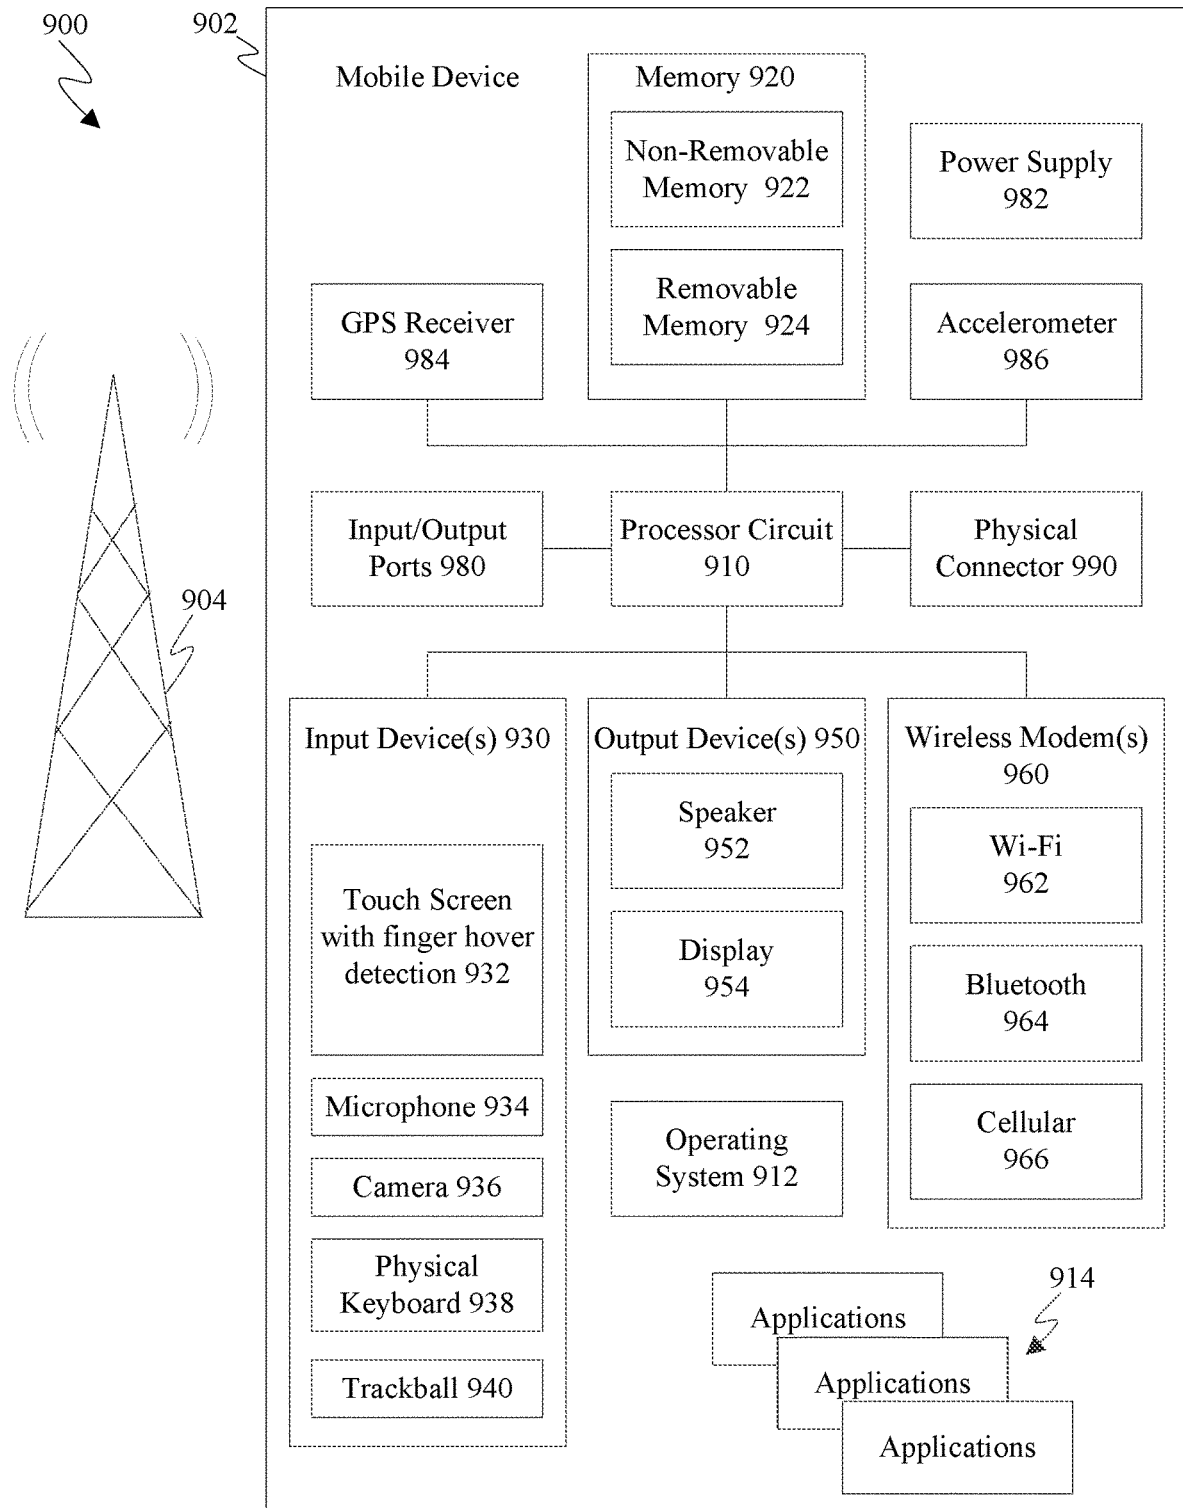 900
902
Mobile Device
Memory 920
Non-Removable
Memory 922
Removable
Memory 924
Power Supply
982
GPS Receiver
984
Accelerometer
986
Input/Output
Ports 980
Processor Circuit
910
Physical
Connector 990
904
Input Device(s) 930
Touch Screen
with finger hover
detection 932
Microphone 934
Camera 936
Physical
Keyboard 938
Trackball 940
Output Device(s) 950
Speaker
952
Display
954
Wireless Modem(s)
960
Wi-Fi
962
Bluetooth
964
Cellular
966
Operating
System 912
914
Applications
Applications
Applications